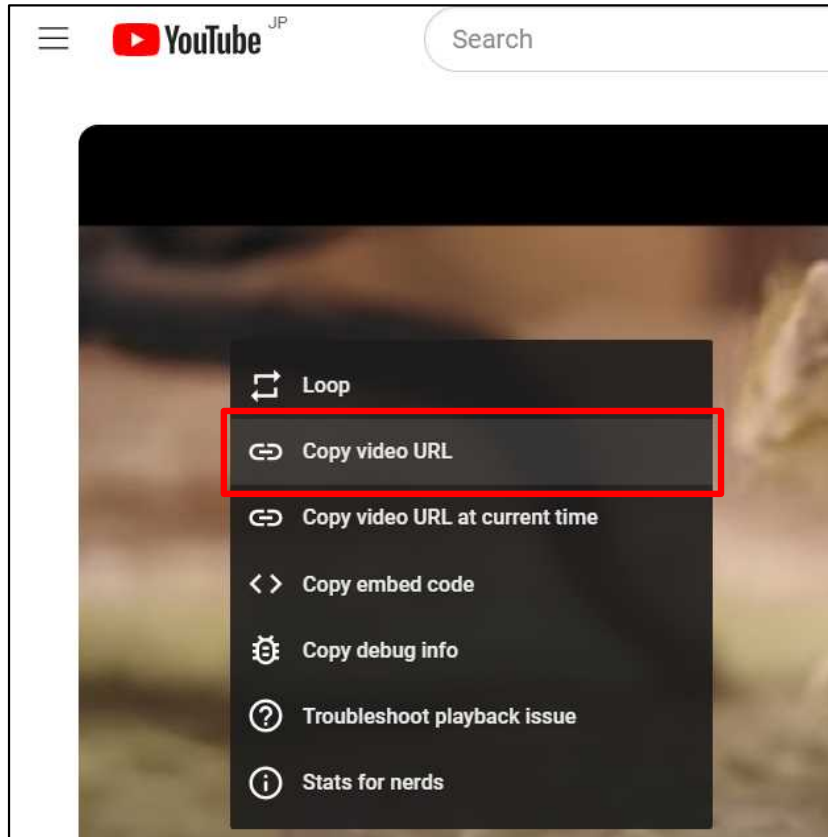 YouTube JP
Search
Loop
Copy video URL
Copy video URL at current time
Copy embed code
Copy debug info
Troubleshoot playback issue
Stats for nerds